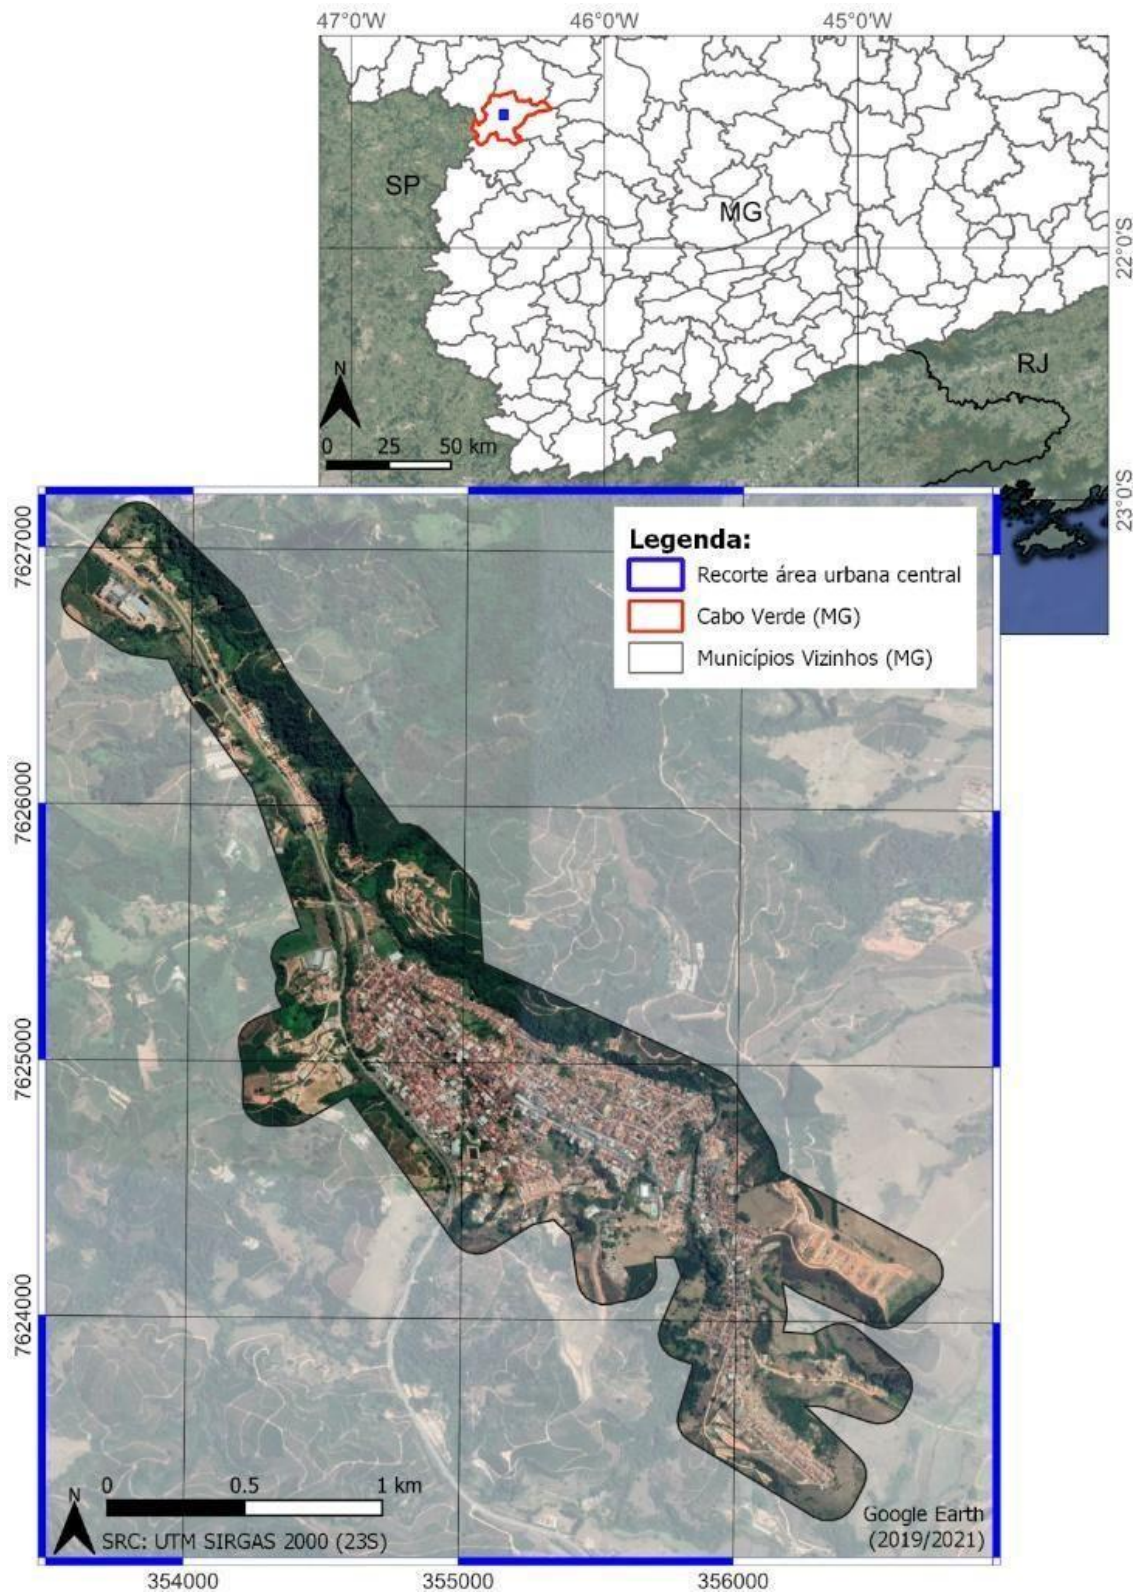 47°0'W
46°0'W
45°0'W
SP
MG
22°0'S
RJ
N
0 25 50 km
23°0'S
7627000
Legenda:
Recorte área urbana central
Cabo Verde (MG)
Municípios Vizinhos (MG)
7626000
7625000
7624000
0 0.5 1 km
N
SRC: UTM SIRGAS 2000 (23S)
Google Earth
(2019/2021)
354000
355000
356000